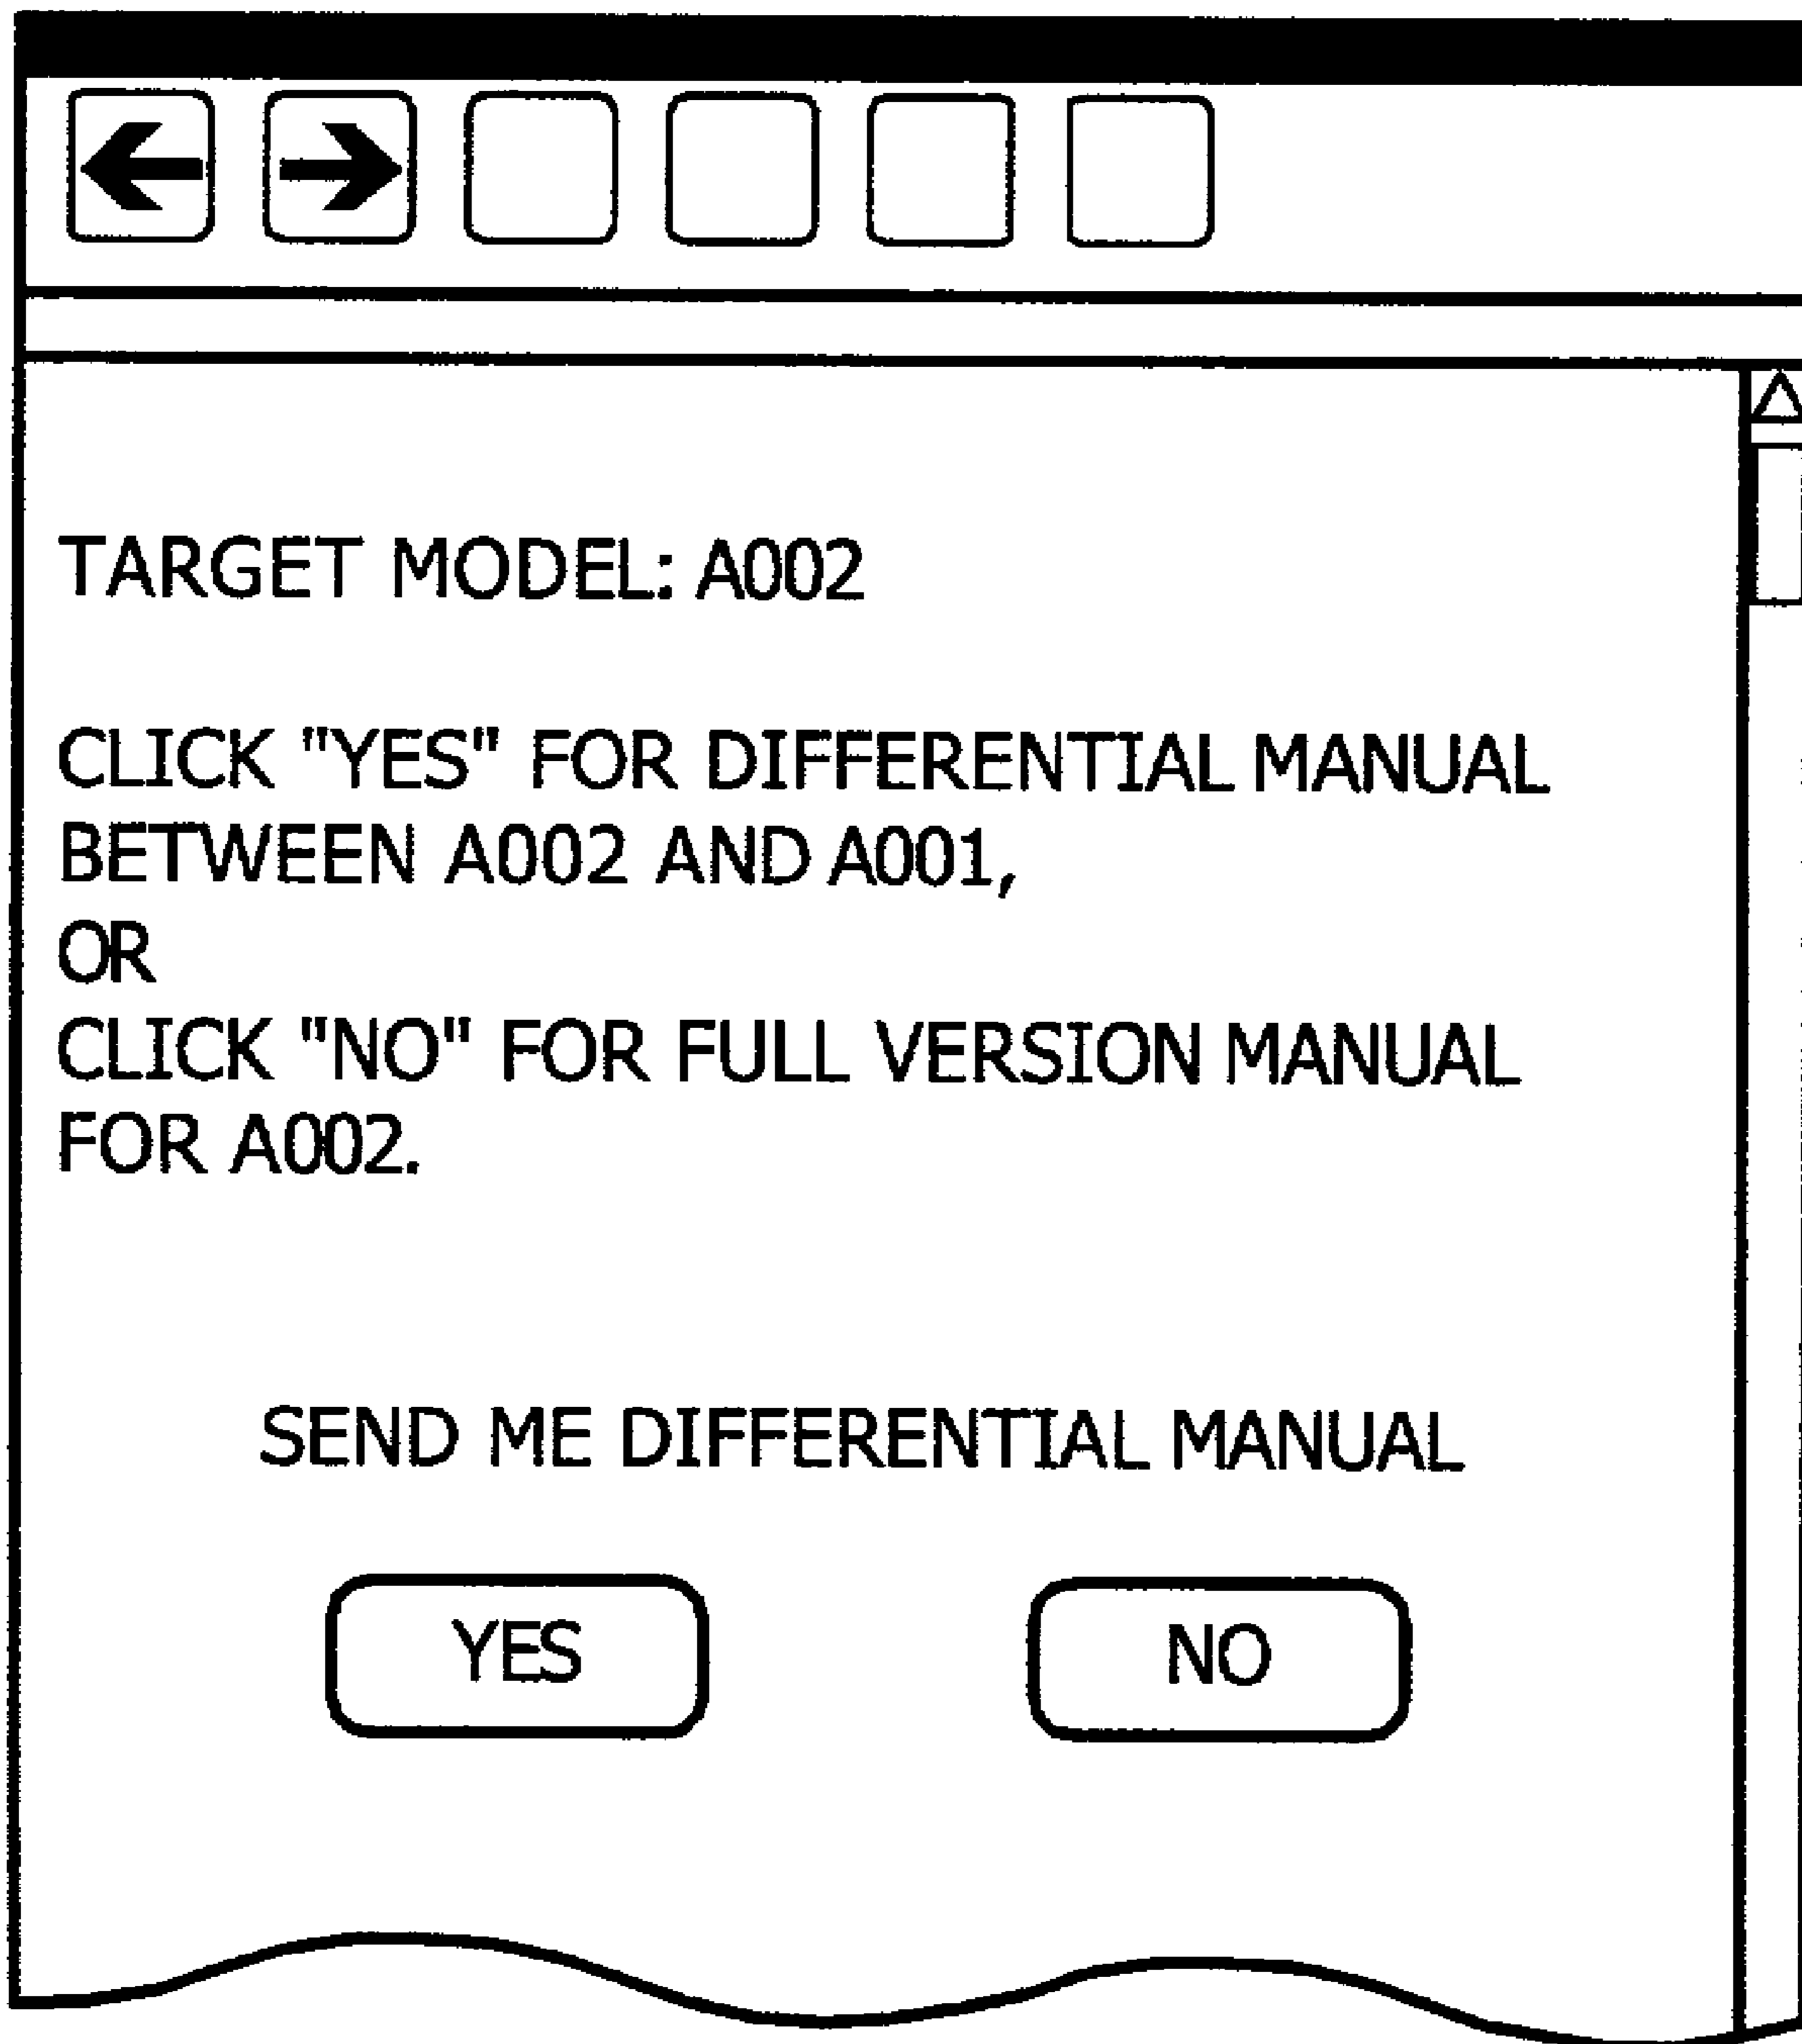 TARGET MODEL: A002
CLICK "YES" FOR DIFFERENTIAL MANUAL
BETWEEN A002 AND A001,
OR
CLICK "NO" FOR FULL VERSION MANUAL
FOR A002.
SEND ME DIFFERENTIAL MANUAL
YES NO